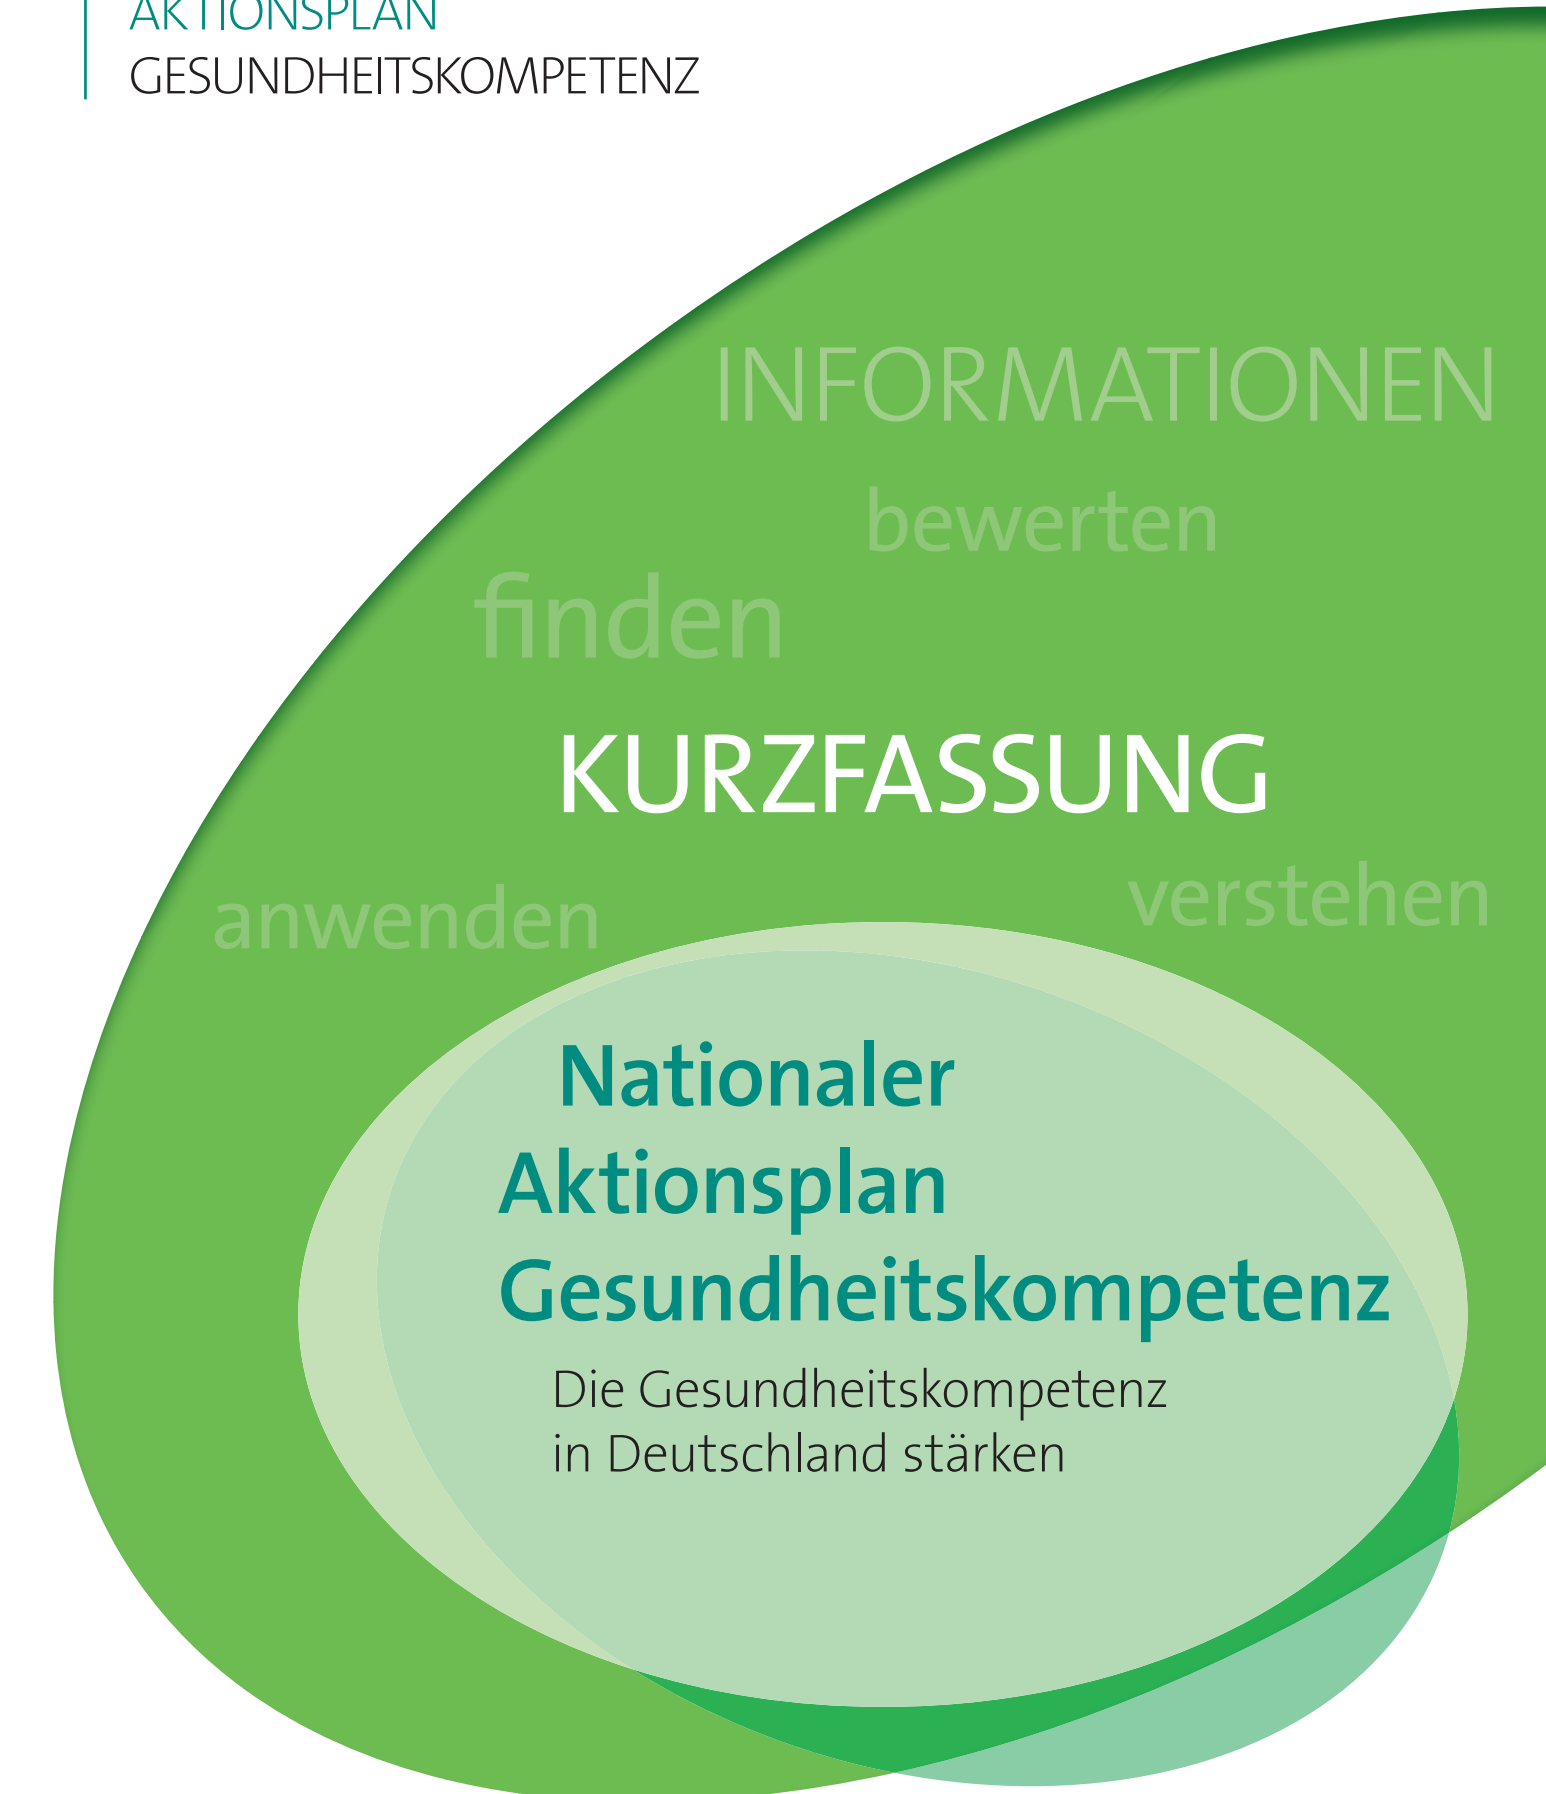 AKTIONSPLAN
GESUNDHEITSKOMPETENZ
INFORMATIONEN
bewerten
finden
KURZFASSUNG
anwenden
verstehen
Nationaler
Aktionsplan
Gesundheitskompetenz
Die Gesundheitskompetenz
in Deutschland stärken